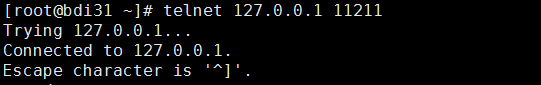 [root@bdi31 ~]# telnet 127.0.0.1 11211
Trying 127.0.0.1...
Connected to 127.0.0.1.
Escape character is '^]'.